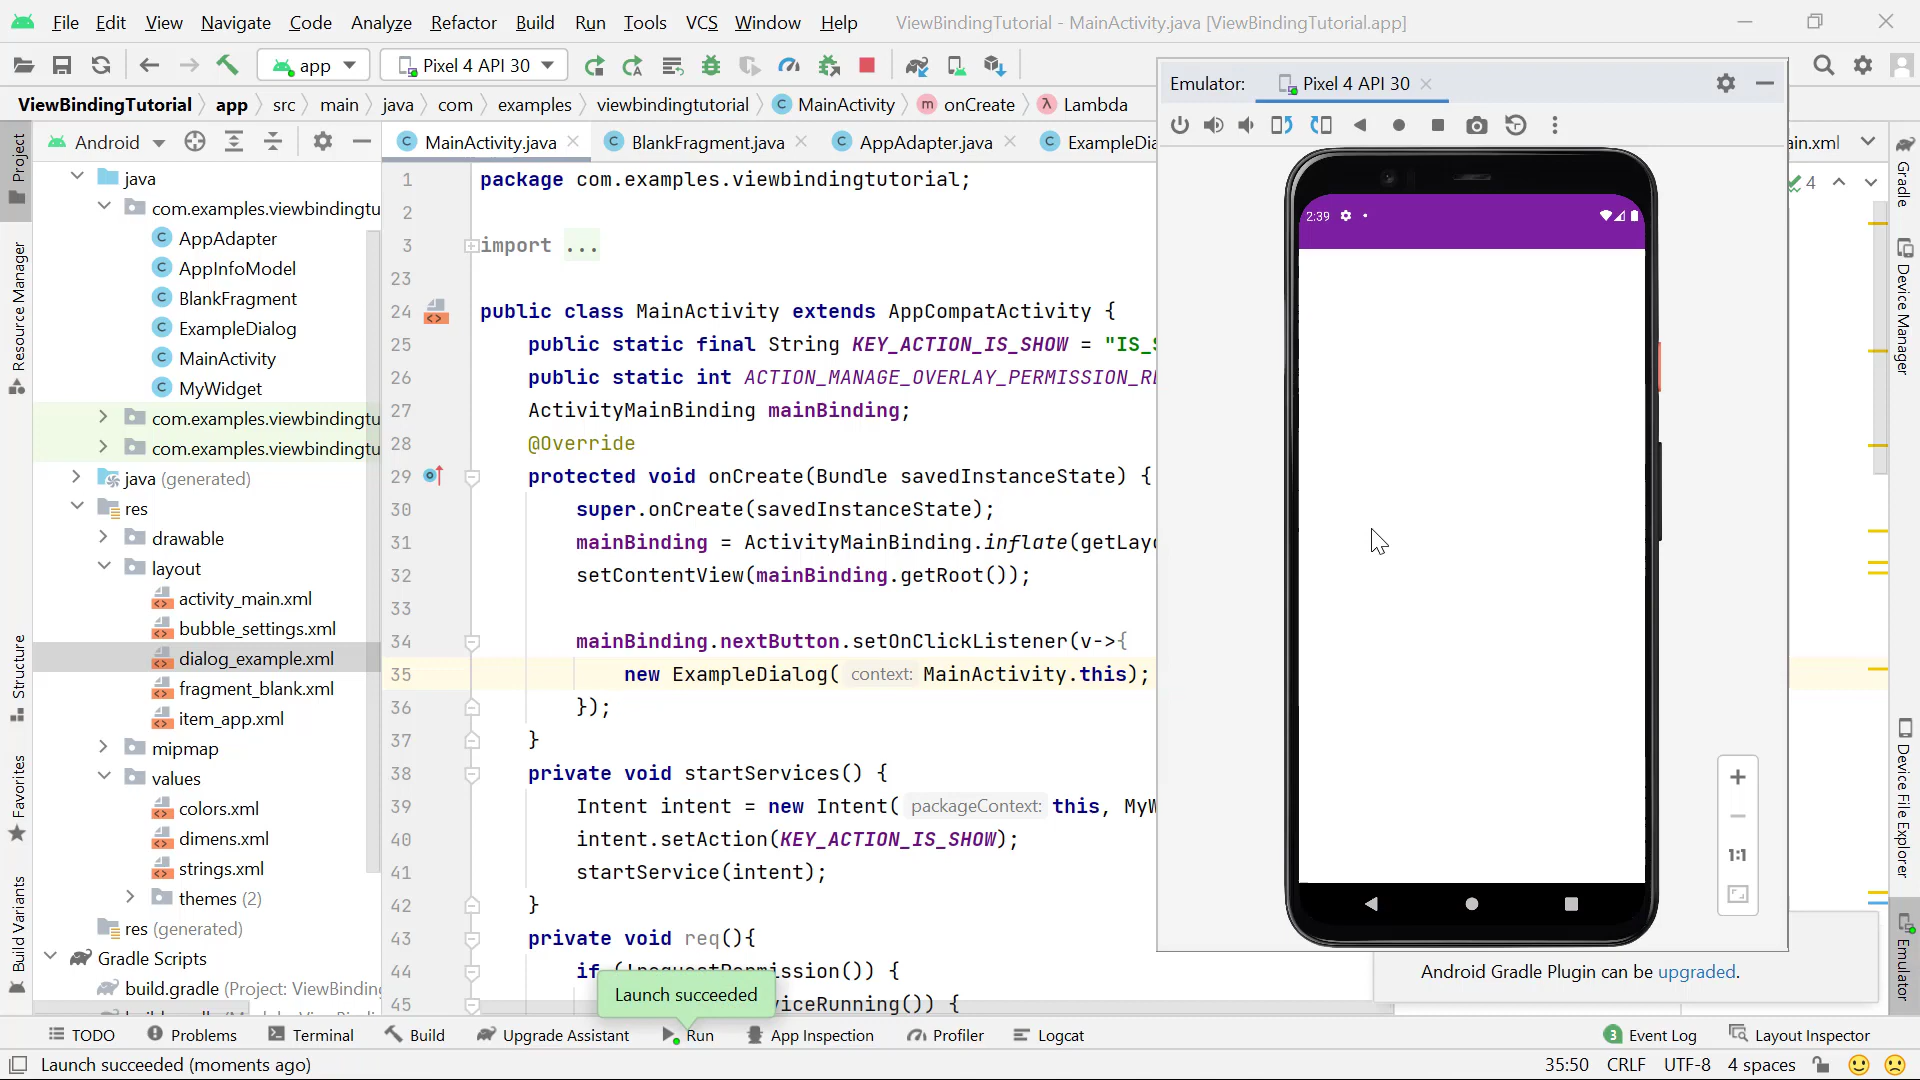 File Edit View Navigate Code Analyze Refactor Build Run Tools VCS Window Help ViewBindingTutorial - MainActivity.java [ViewBindingTutorial.app]
app Pixel 4 API 30
Emulator: Pixel 4 API 30
ViewBindingTutorial app src main java com examples viewbindingtutorial MainActivity onCreate Lambda
Android MainActivity.java BlankFragment.java AppAdapter.java ExampleDia ain.xml
java
com.examples.viewbindingtu
AppAdapter
AppInfoModel
BlankFragment
ExampleDialog
MainActivity
MyWidget
com.examples.viewbindingtu
com.examples.viewbindingtu
java (generated)
res
drawable
layout
activity_main.xml
bubble_settings.xml
dialog_example.xml
fragment_blank.xml
item_app.xml
mipmap
values
colors.xml
dimens.xml
strings.xml
themes (2)
res (generated)
Gradle Scripts
build.gradle (Project: ViewBinding
1 package com.examples.viewbindingtutorial;
2
3 import ...
23
24 public class MainActivity extends AppCompatActivity {
25 public static final String KEY_ACTION_IS_SHOW = "IS_S
26 public static int ACTION_MANAGE_OVERLAY_PERMISSION_RE
27 ActivityMainBinding mainBinding;
28 @Override
29 protected void onCreate(Bundle savedInstanceState) {
30 super.onCreate(savedInstanceState);
31 mainBinding = ActivityMainBinding.inflate(getLayo
32 setContentView(mainBinding.getRoot());
33
34 mainBinding.nextButton.setOnClickListener(v->{
35 new ExampleDialog( context: MainActivity.this);
36 });
37 }
38 private void startServices() {
39 Intent intent = new Intent( packageContext: this, MyW
40 intent.setAction(KEY_ACTION_IS_SHOW);
41 startService(intent);
42 }
43 private void req(){
44 if ission()) {
45 viceRunning()) {
Launch succeeded
4
2:39
1:1
Android Gradle Plugin can be upgraded.
Project
Resource Manager
Structure
Favorites
Build Variants
Gradle
Device Manager
Device File Explorer
Emulator
TODO Problems Terminal Build Upgrade Assistant Run App Inspection Profiler Logcat 3 Event Log Layout Inspector
Launch succeeded (moments ago) 35:50 CRLF UTF-8 4 spaces